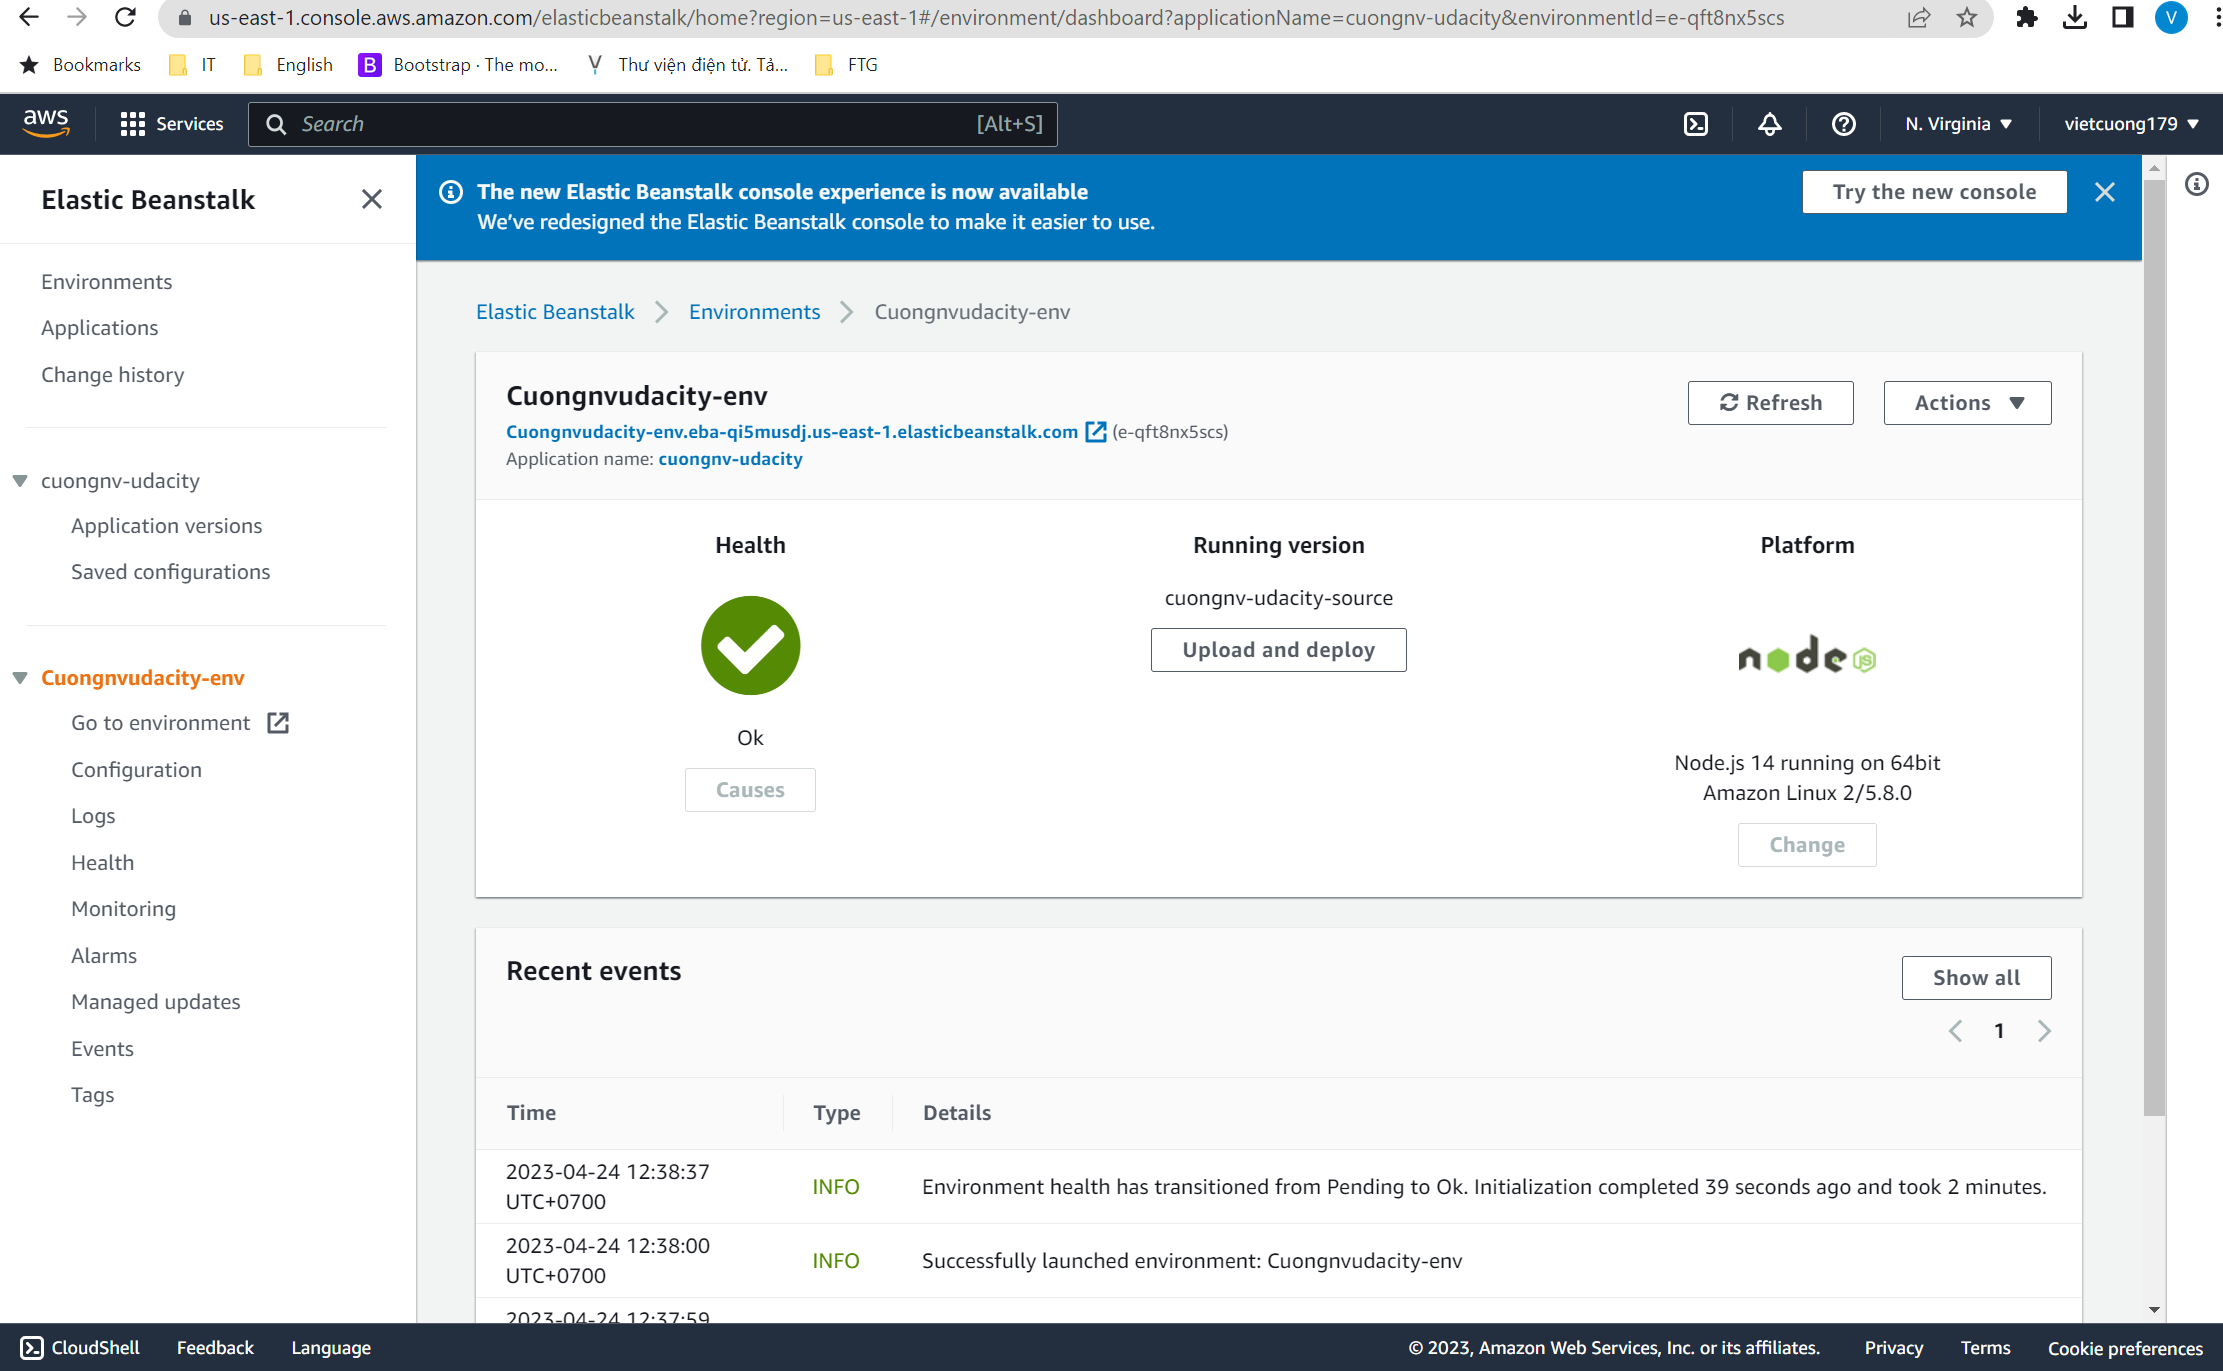 us-east-1.console.aws.amazon.com/elasticbeanstalk/home?region=us-east-1#/environment/dashboard?applicationName=cuongnv-udacity&environmentId=e-qft8nx5scs
V
Bookmarks IT English B Bootstrap · The mo... Thư viện điện tử. Tả... FTG
aws Services Search [Alt+S] N. Virginia vietcuong179
Elastic Beanstalk
Environments
Applications
Change history
cuongnv-udacity
Application versions
Saved configurations
Cuongnvudacity-env
Go to environment
Configuration
Logs
Health
Monitoring
Alarms
Managed updates
Events
Tags
The new Elastic Beanstalk console experience is now available
We’ve redesigned the Elastic Beanstalk console to make it easier to use.
Try the new console
Elastic Beanstalk Environments Cuongnvudacity-env
Cuongnvudacity-env
Cuongnvudacity-env.eba-qi5musdj.us-east-1.elasticbeanstalk.com (e-qft8nx5scs)
Application name: cuongnv-udacity
Refresh Actions
Health
Ok
Causes
Running version
cuongnv-udacity-source
Upload and deploy
Platform
node JS
Node.js 14 running on 64bit
Amazon Linux 2/5.8.0
Change
Recent events
Show all
1
Time Type Details
2023-04-24 12:38:37
UTC+0700
INFO
Environment health has transitioned from Pending to Ok. Initialization completed 39 seconds ago and took 2 minutes.
2023-04-24 12:38:00
UTC+0700
INFO
Successfully launched environment: Cuongnvudacity-env
2023-04-24 12:37:59
CloudShell Feedback Language © 2023, Amazon Web Services, Inc. or its affiliates. Privacy Terms Cookie preferences